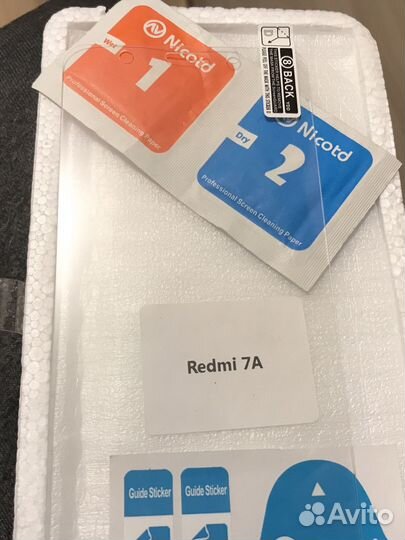 Wet
1
Nicotd
Professional Screen Cleaning Paper
Dry
2
Nicotd
Professional Screen Cleaning Paper
8
BACK
Redmi 7A
Guide Sticker
Guide Sticker
Avito